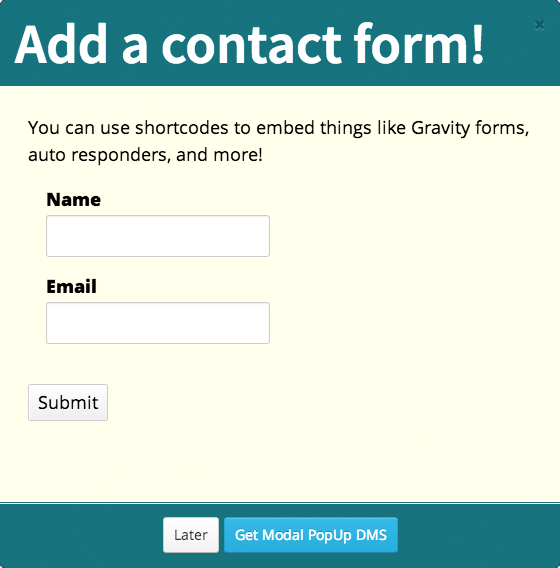 Add a contact form!
×
You can use shortcodes to embed things like Gravity forms,
auto responders, and more!
Name
Email
Submit
Later
Get Modal PopUp DMS